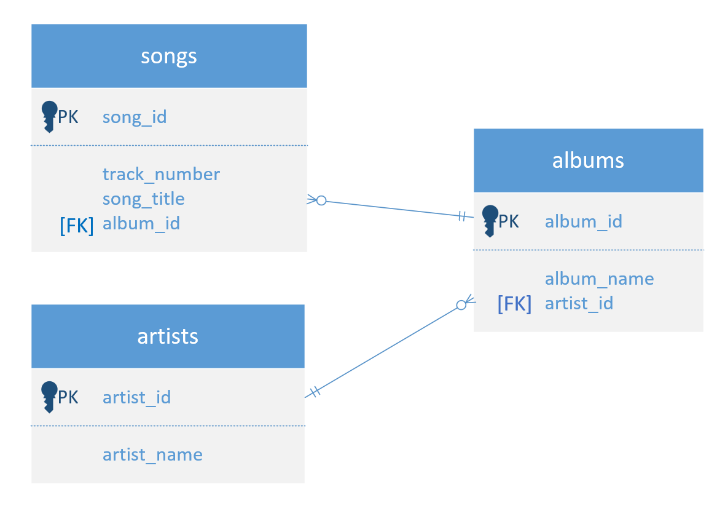 songs
PK song_id
track_number
song_title
[FK] album_id
albums
PK album_id
album_name
[FK] artist_id
artists
PK artist_id
artist_name